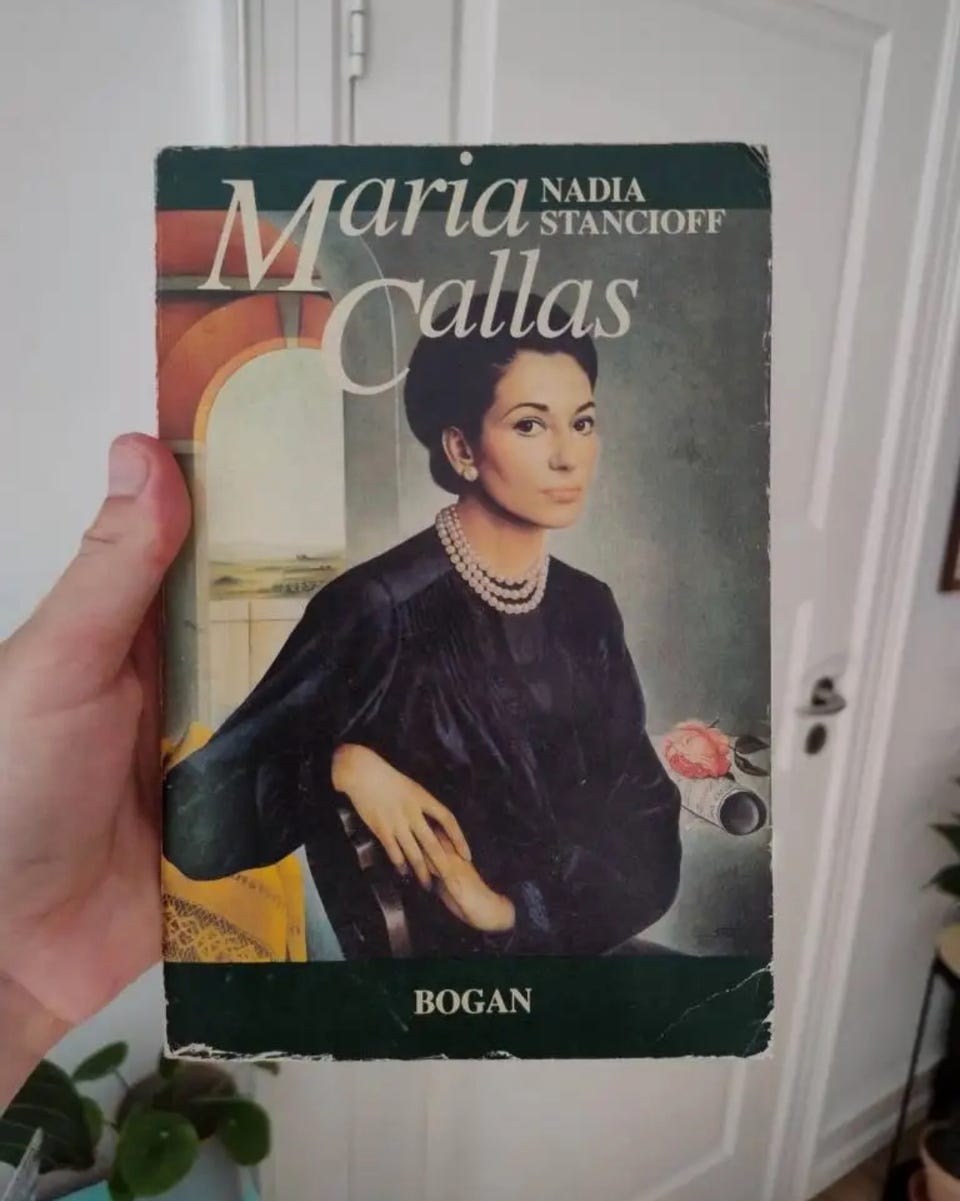 Maria
NADIA
STANCIOFF
Callas
BOGAN